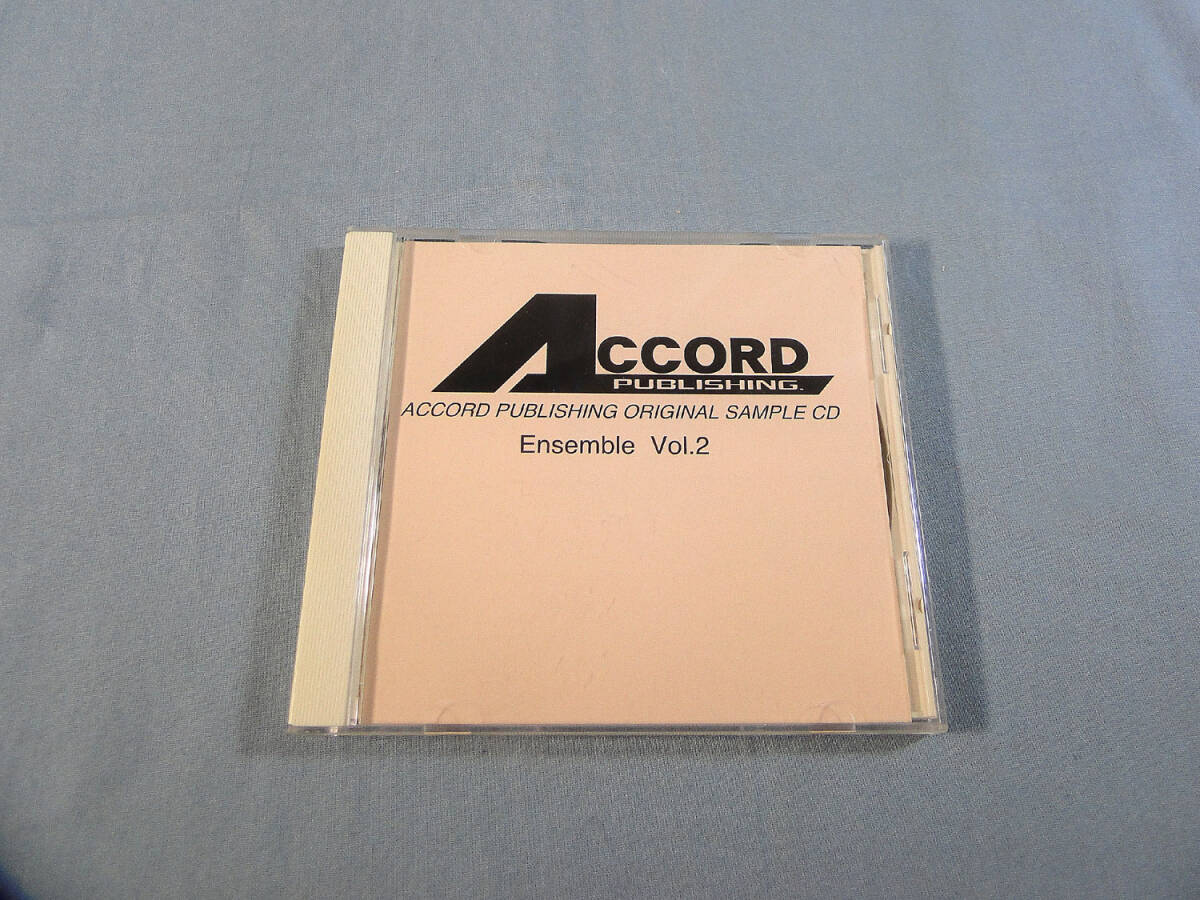 ACCORD
PUBLISHING.
ACCORD PUBLISHING ORIGINAL SAMPLE CD
Ensemble Vol.2